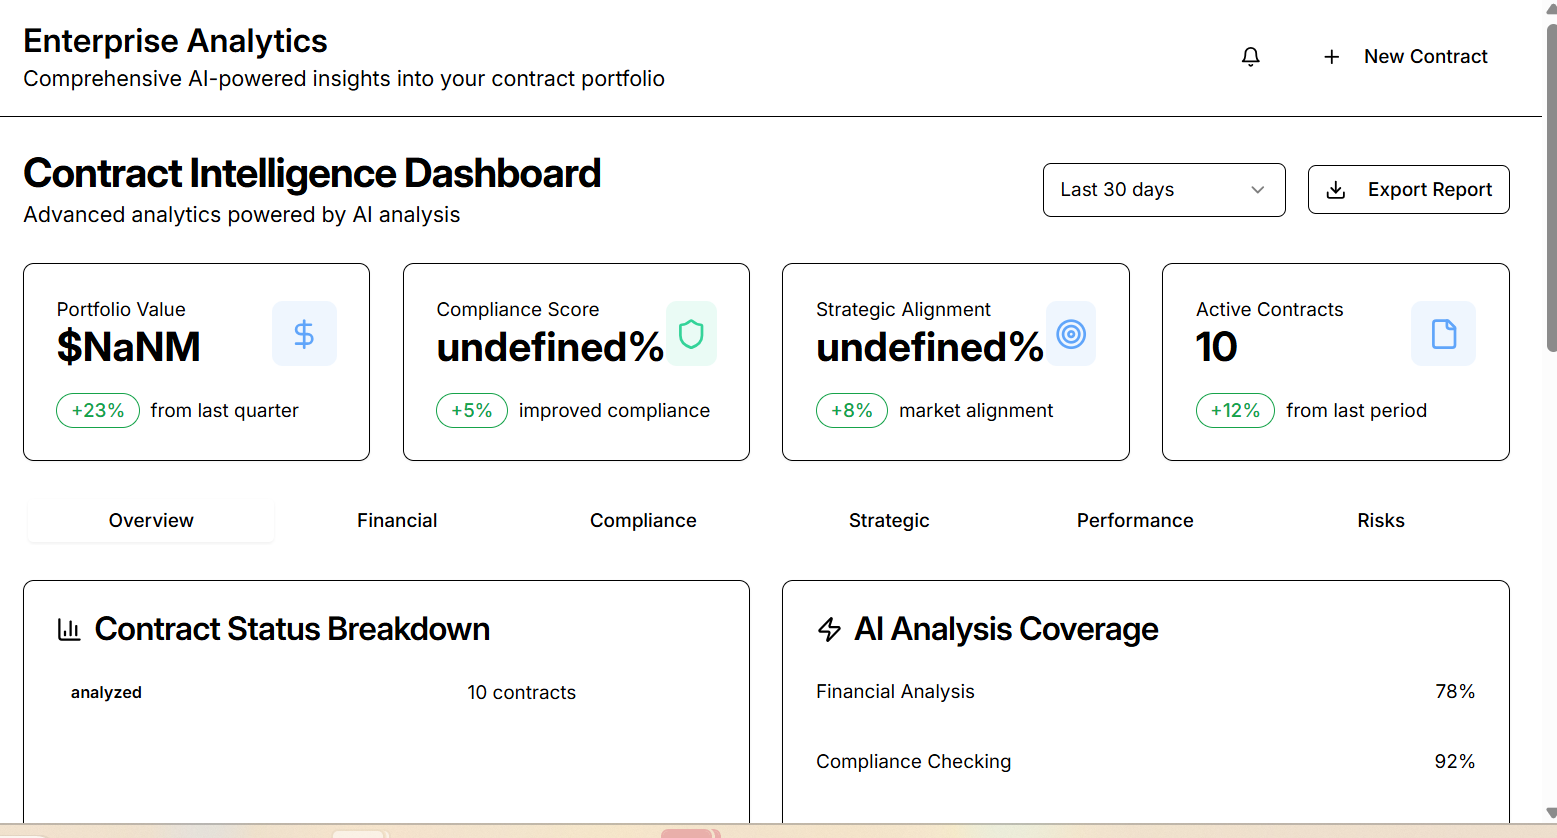 Enterprise Analytics
Comprehensive AI-powered insights into your contract portfolio
New Contract
Contract Intelligence Dashboard
Advanced analytics powered by AI analysis
Last 30 days
Export Report
Portfolio Value
$NaNM
+23% from last quarter
Compliance Score
undefined%
+5% improved compliance
Strategic Alignment
undefined%
+8% market alignment
Active Contracts
10
+12% from last period
Overview Financial Compliance Strategic Performance Risks
Contract Status Breakdown
analyzed 10 contracts
AI Analysis Coverage
Financial Analysis 78%
Compliance Checking 92%